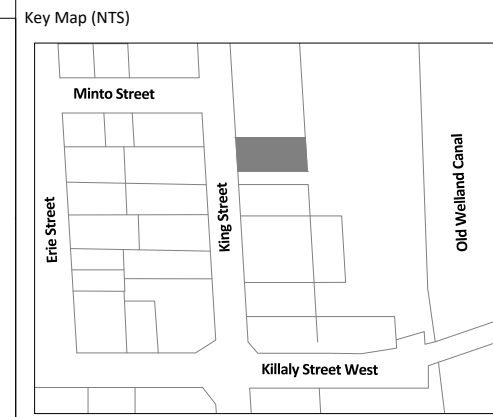 Key Map (NTS)
Minto Street
Erie Street
King Street
Old Welland Canal
Killaly Street West